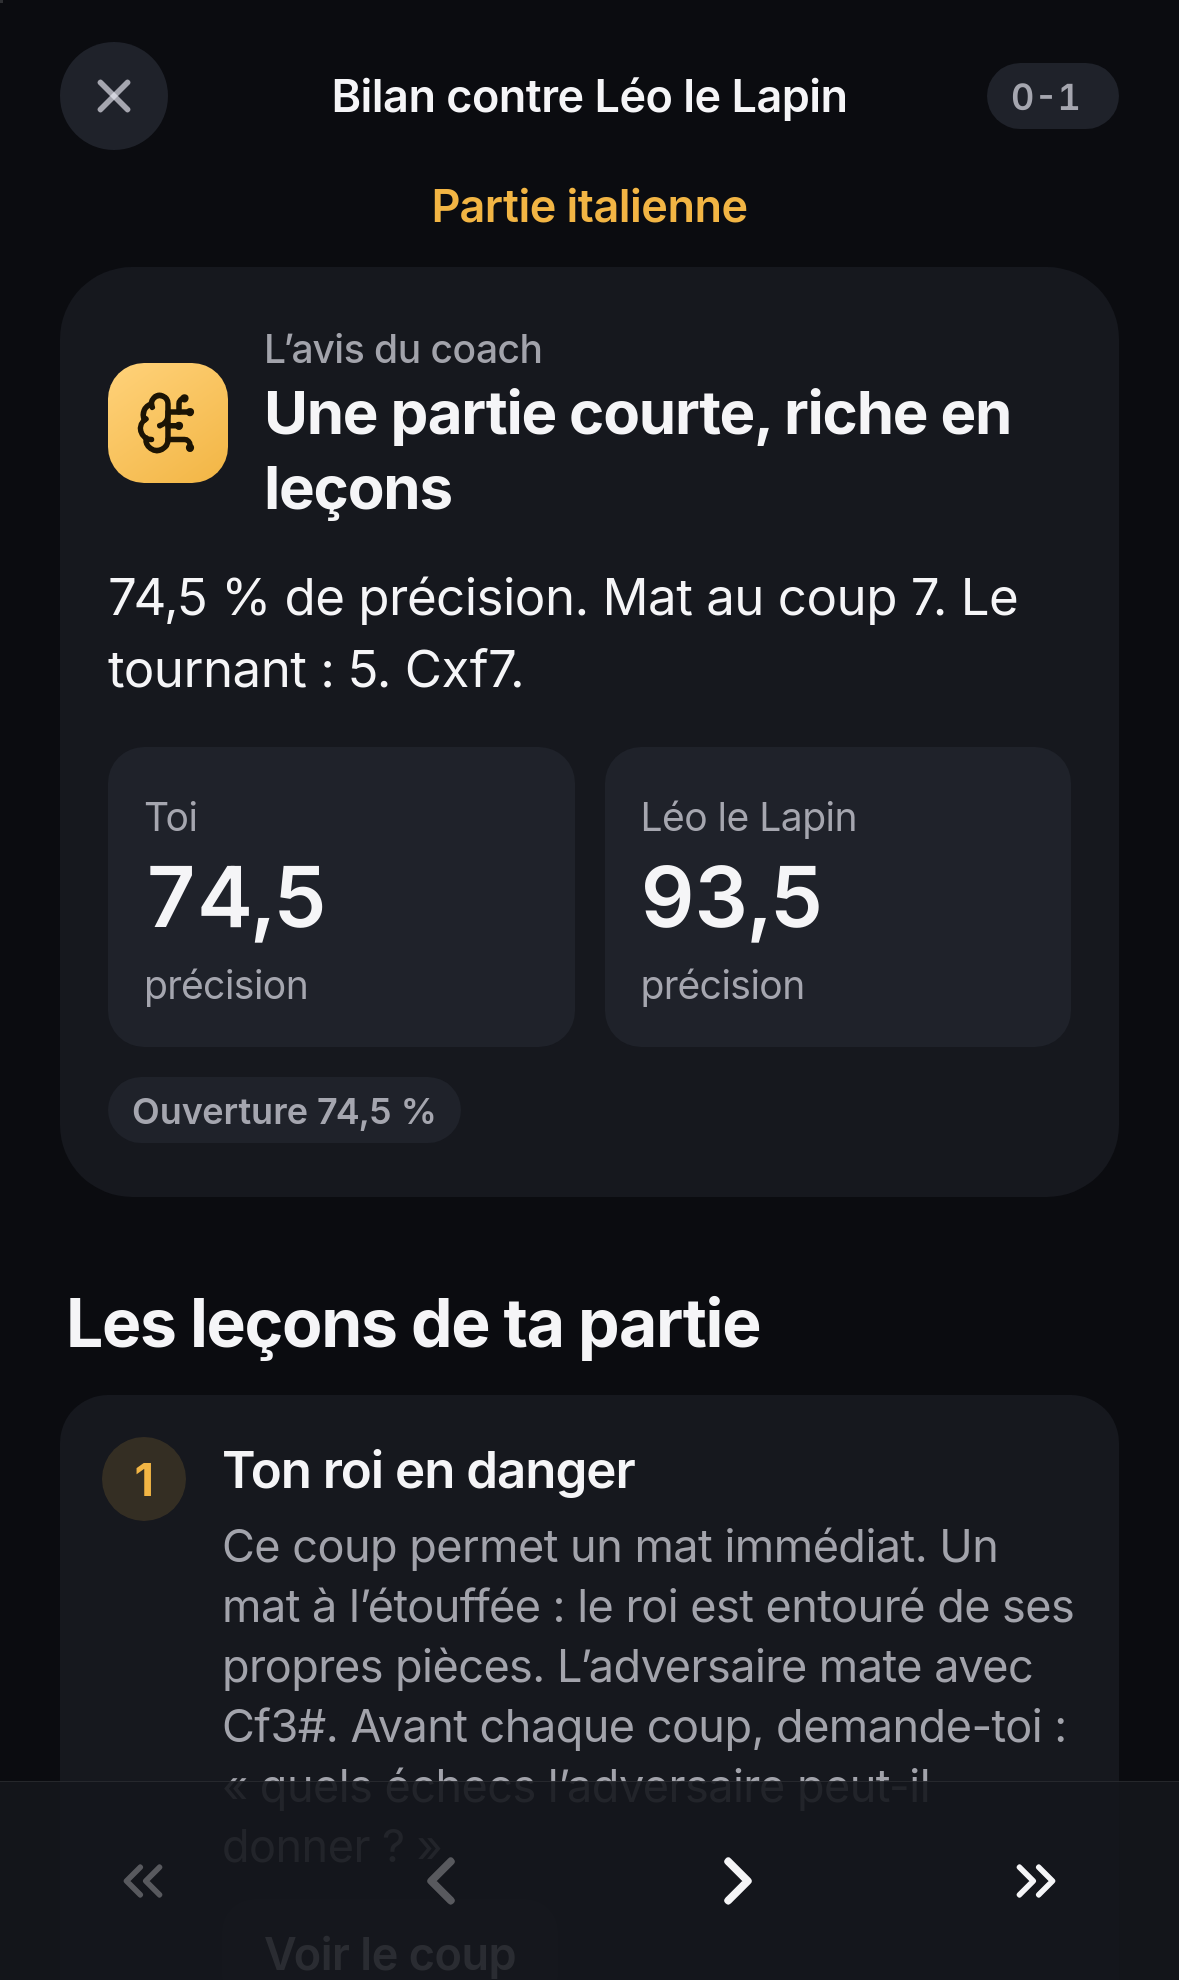 Bilan contre Léo le Lapin
0-1
Partie italienne
L’avis du coach
Une partie courte, riche en
leçons
74,5 % de précision. Mat au coup 7. Le
tournant : 5. Cxf7.
Toi
74,5
précision
Léo le Lapin
93,5
précision
Ouverture 74,5 %
Les leçons de ta partie
1
Ton roi en danger
Ce coup permet un mat immédiat. Un
mat à l’étouffée : le roi est entouré de ses
propres pièces. L’adversaire mate avec
Cf3#. Avant chaque coup, demande-toi :
« quels échecs l’adversaire peut-il
donner ? »
Voir le coup